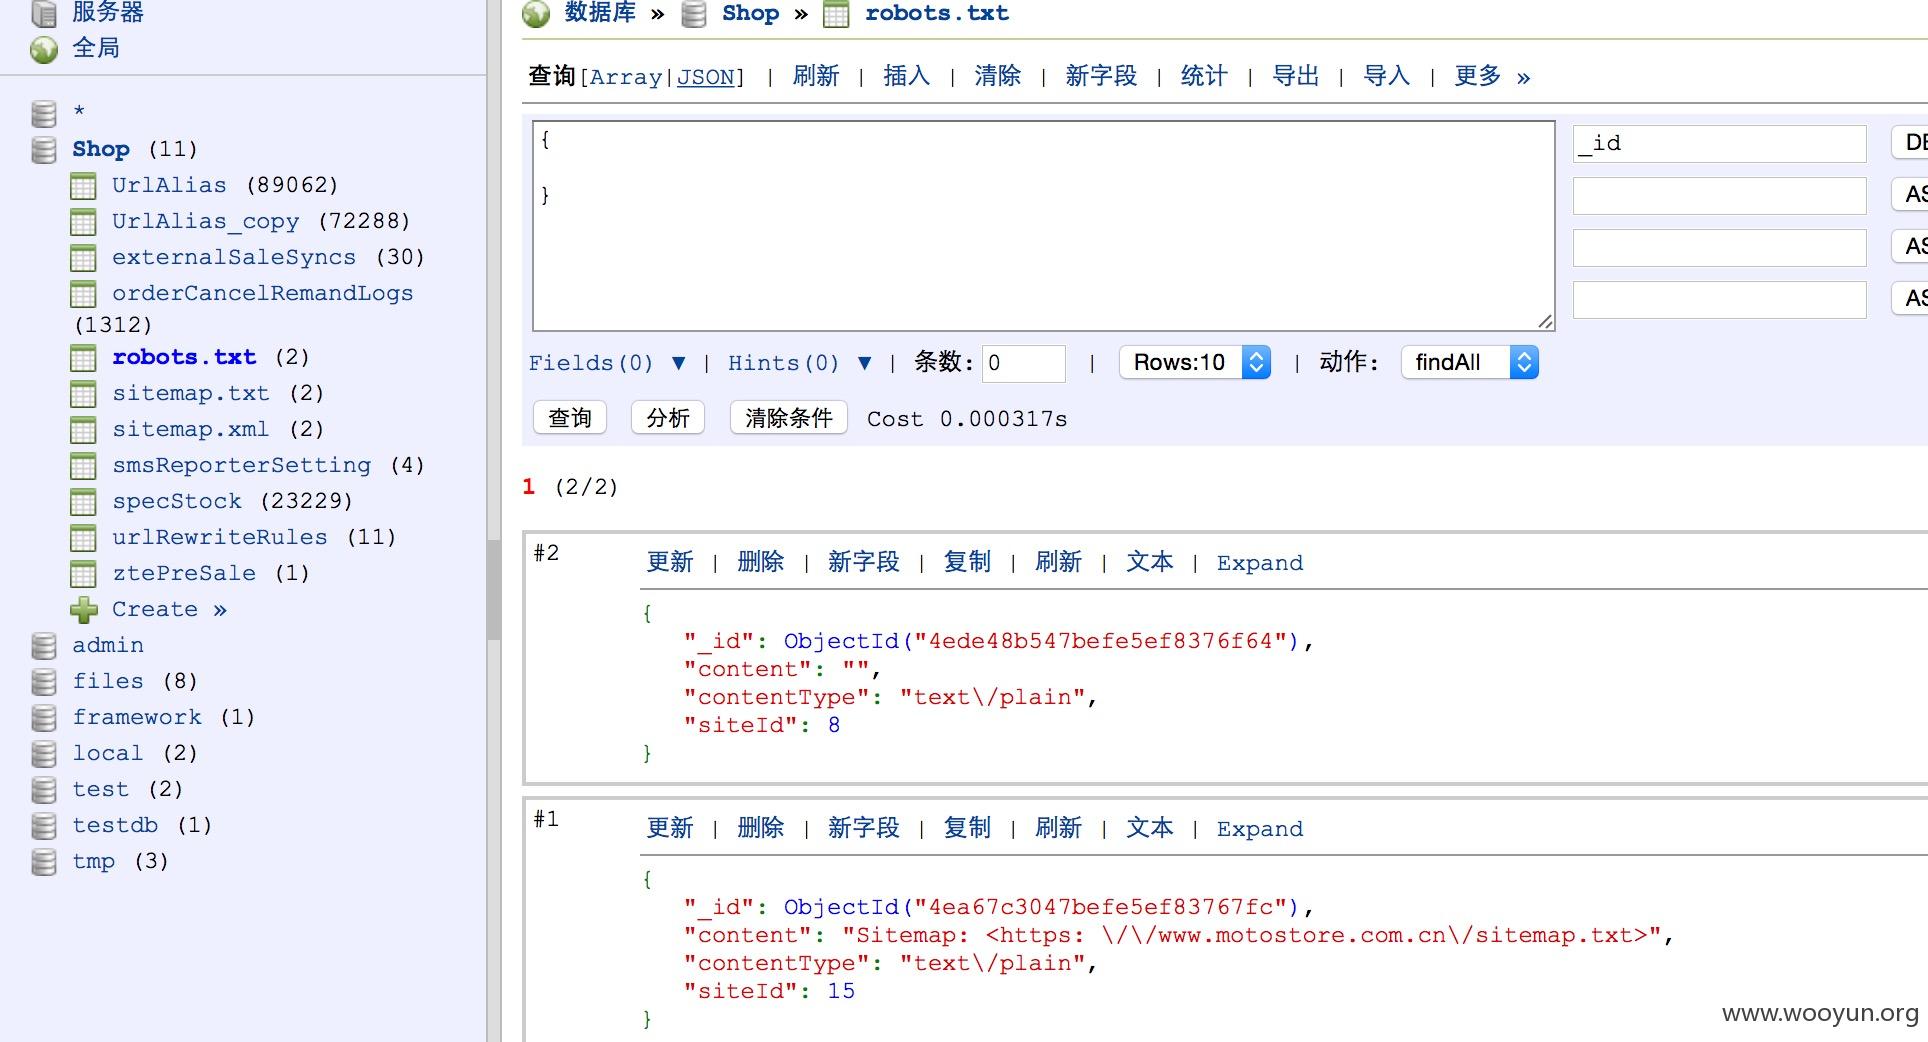 服务器
全局
*
Shop (11)
UrlAlias (89062)
UrlAlias_copy (72288)
externalSaleSyncs (30)
orderCancelRemandLogs
(1312)
robots.txt (2)
sitemap.txt (2)
sitemap.xml (2)
smsReporterSetting (4)
specStock (23229)
urlRewriteRules (11)
ztePreSale (1)
Create »
admin
files (8)
framework (1)
local (2)
test (2)
testdb (1)
tmp (3)
数据库 » Shop » robots.txt
查询[Array|JSON] | 刷新 | 插入 | 清除 | 新字段 | 统计 | 导出 | 导入 | 更多 »
{
}
_id
Fields(0) ▼ | Hints(0) ▼ | 条数: 0 | Rows:10 | 动作: findAll
查询 分析 清除条件 Cost 0.000317s
1 (2/2)
#2 更新 | 删除 | 新字段 | 复制 | 刷新 | 文本 | Expand
{
"_id": ObjectId("4ede48b547befe5ef8376f64"),
"content": "",
"contentType": "text\/plain",
"siteId": 8
}
#1 更新 | 删除 | 新字段 | 复制 | 刷新 | 文本 | Expand
{
"_id": ObjectId("4ea67c3047befe5ef83767fc"),
"content": "Sitemap: <https: \/\/www.motostore.com.cn\/sitemap.txt>",
"contentType": "text\/plain",
"siteId": 15
}
www.wooyun.org